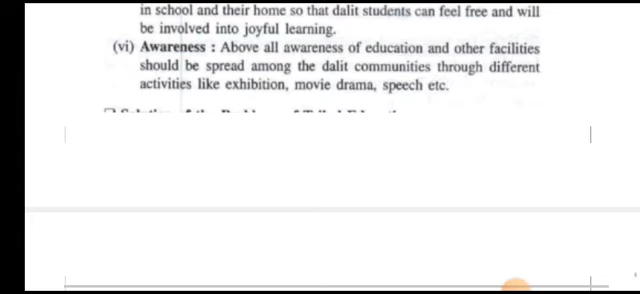 in school and their home so that dalit students can feel free and will
be involved into joyful learning.
(vi) Awareness : Above all awareness of education and other facilities
should be spread among the dalit communities through different
activities like exhibition, movie drama, speech etc.